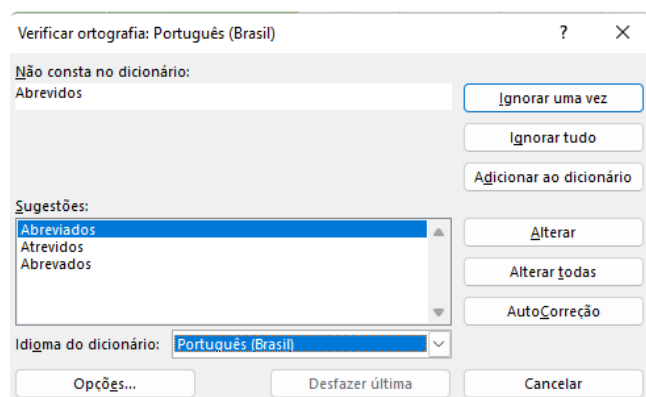 Verificar ortografia: Português (Brasil) ? ×
Não consta no dicionário:
Abrevidos
Ignorar uma vez
Ignorar tudo
Adicionar ao dicionário
Sugestões:
Abreviados
Atrevidos
Abrevados
Alterar
Alterar todas
AutoCorreção
Idioma do dicionário: Português (Brasil)
Opções... Desfazer última Cancelar